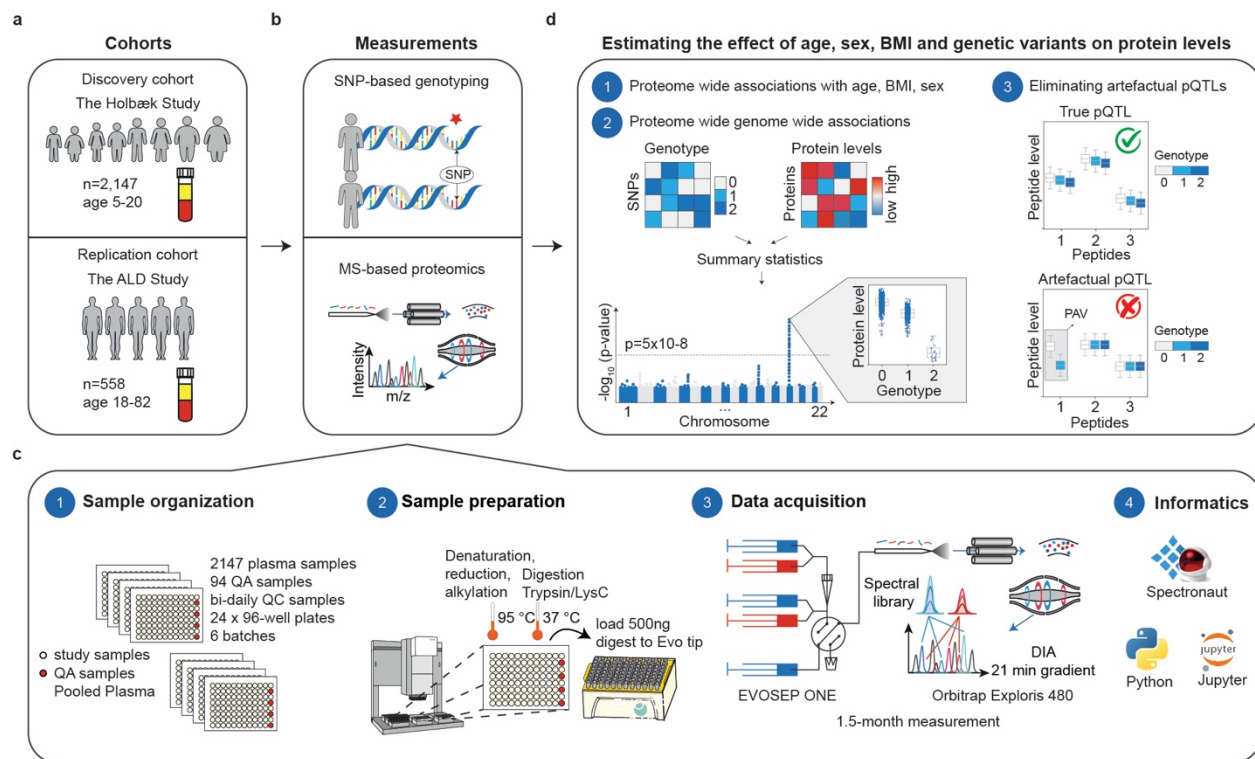 a
Cohorts
Discovery cohort
The Holbæk Study
n=2,147
age 5-20
Replication cohort
The ALD Study
n=558
age 18-82
b
Measurements
SNP-based genotyping
SNP
MS-based proteomics
Intensity
m/z
d
Estimating the effect of age, sex, BMI and genetic variants on protein levels
1
Proteome wide associations with age, BMI, sex
2
Proteome wide genome wide associations
Genotype
SNPs
0
1
2
Protein levels
Proteins
low high
Summary statistics
-log10 (p-value)
p=5x10-8
1
...
22
Chromosome
Protein level
0 1 2
Genotype
3
Eliminating artefactual pQTLs
True pQTL
Peptide level
1 2 3
Peptides
Genotype
0 1 2
Artefactual pQTL
PAV
Peptide level
1 2 3
Peptides
Genotype
0 1 2
c
1
Sample organization
2147 plasma samples
94 QA samples
bi-daily QC samples
24 x 96-well plates
6 batches
study samples
QA samples
Pooled Plasma
2
Sample preparation
Denaturation,
reduction,
alkylation
95 °C
Digestion
Trypsin/LysC
37 °C
load 500ng
digest to Evo tip
3
Data acquisition
EVOSEP ONE
Spectral
library
DIA
21 min gradient
Orbitrap Exploris 480
1.5-month measurement
4
Informatics
Spectronaut
Python
jupyter
Jupyter